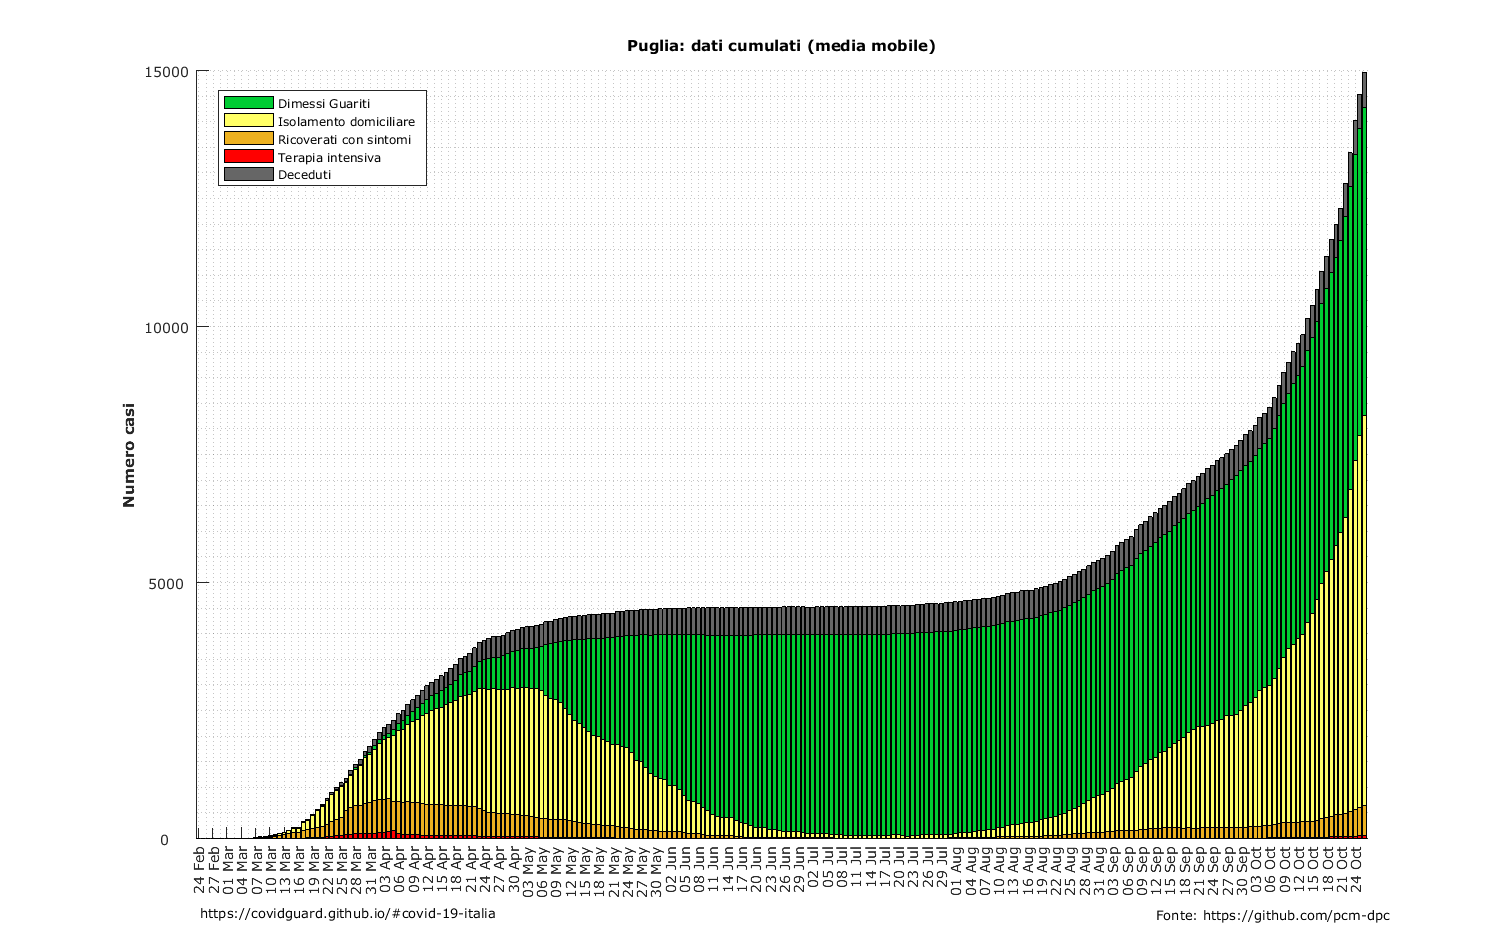 Puglia: dati cumulati (media mobile)
15000
10000
5000
0
Numero casi
Dimessi Guariti
Isolamento domiciliare
Ricoverati con sintomi
Terapia intensiva
Deceduti
24 Feb
27 Feb
01 Mar
04 Mar
07 Mar
10 Mar
13 Mar
16 Mar
19 Mar
22 Mar
25 Mar
28 Mar
31 Mar
03 Apr
06 Apr
09 Apr
12 Apr
15 Apr
18 Apr
21 Apr
24 Apr
27 Apr
30 Apr
03 May
06 May
09 May
12 May
15 May
18 May
21 May
24 May
27 May
30 May
02 Jun
05 Jun
08 Jun
11 Jun
14 Jun
17 Jun
20 Jun
23 Jun
26 Jun
29 Jun
02 Jul
05 Jul
08 Jul
11 Jul
14 Jul
17 Jul
20 Jul
23 Jul
26 Jul
29 Jul
01 Aug
04 Aug
07 Aug
10 Aug
13 Aug
16 Aug
19 Aug
22 Aug
25 Aug
28 Aug
31 Aug
03 Sep
06 Sep
09 Sep
12 Sep
15 Sep
18 Sep
21 Sep
24 Sep
27 Sep
30 Sep
03 Oct
06 Oct
09 Oct
12 Oct
15 Oct
18 Oct
21 Oct
24 Oct
https://covidguard.github.io/#covid-19-italia
Fonte: https://github.com/pcm-dpc